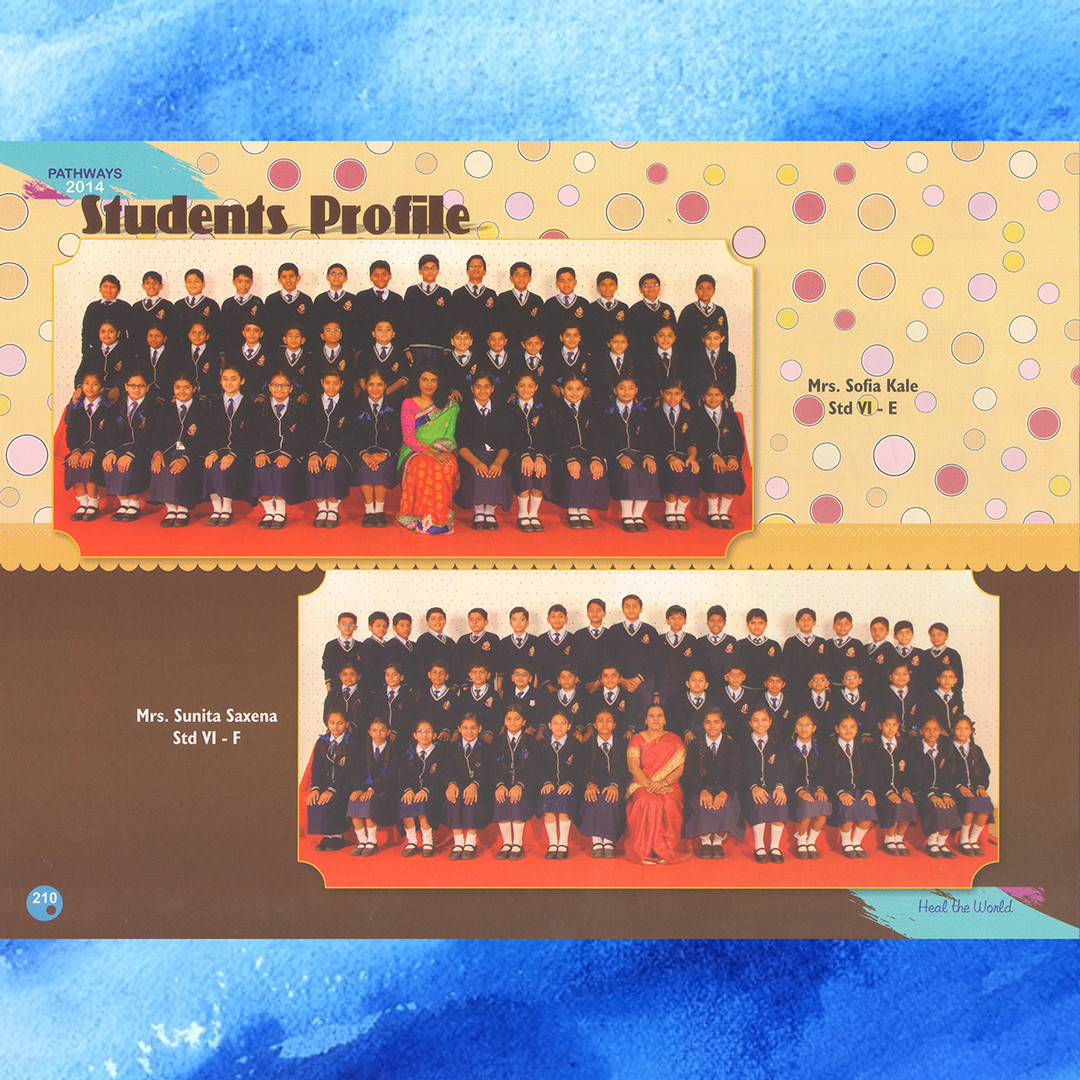 PATHWAYS
2014
Students Profile
Mrs. Sofia Kale
Std VI - E
Mrs. Sunita Saxena
Std VI - F
210
Heal the World